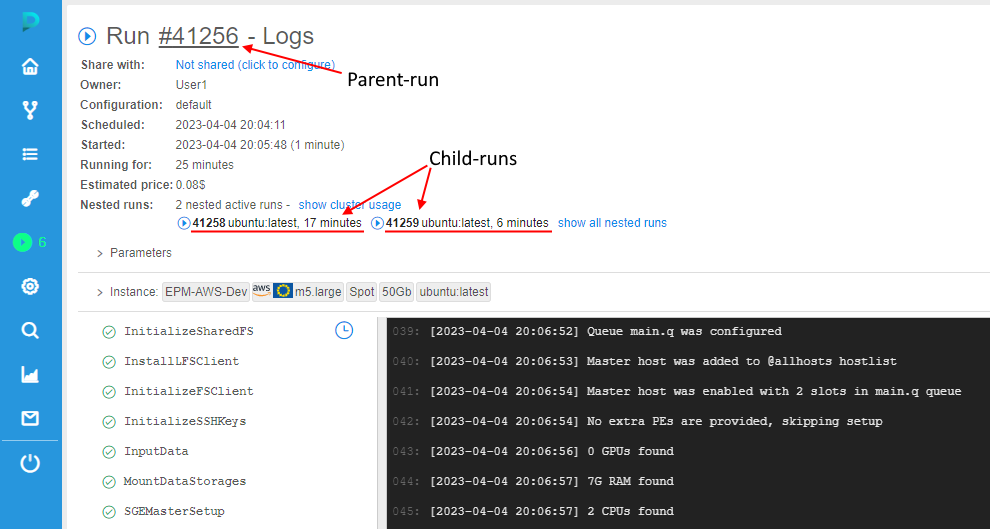 Run #41256 - Logs
Share with: Not shared (click to configure)
Parent-run
Owner: User1
Configuration: default
Scheduled: 2023-04-04 20:04:11
Started: 2023-04-04 20:05:48 (1 minute)
Child-runs
Running for: 25 minutes
Estimated price: 0.08$
Nested runs: 2 nested active runs - show cluster usage
41258 ubuntu:latest, 17 minutes 41259 ubuntu:latest, 6 minutes show all nested runs
6
Parameters
Instance: EPM-AWS-Dev aws m5.large Spot 50Gb ubuntu:latest
InitializeSharedFS
InstallLFSClient
InitializeFSClient
InitializeSSHKeys
InputData
MountDataStorages
SGEMasterSetup
039: [2023-04-04 20:06:52] Queue main.q was configured
040: [2023-04-04 20:06:53] Master host was added to @allhosts hostlist
041: [2023-04-04 20:06:54] Master host was enabled with 2 slots in main.q queue
042: [2023-04-04 20:06:54] No extra PEs are provided, skipping setup
043: [2023-04-04 20:06:56] 0 GPUs found
044: [2023-04-04 20:06:57] 7G RAM found
045: [2023-04-04 20:06:57] 2 CPUs found